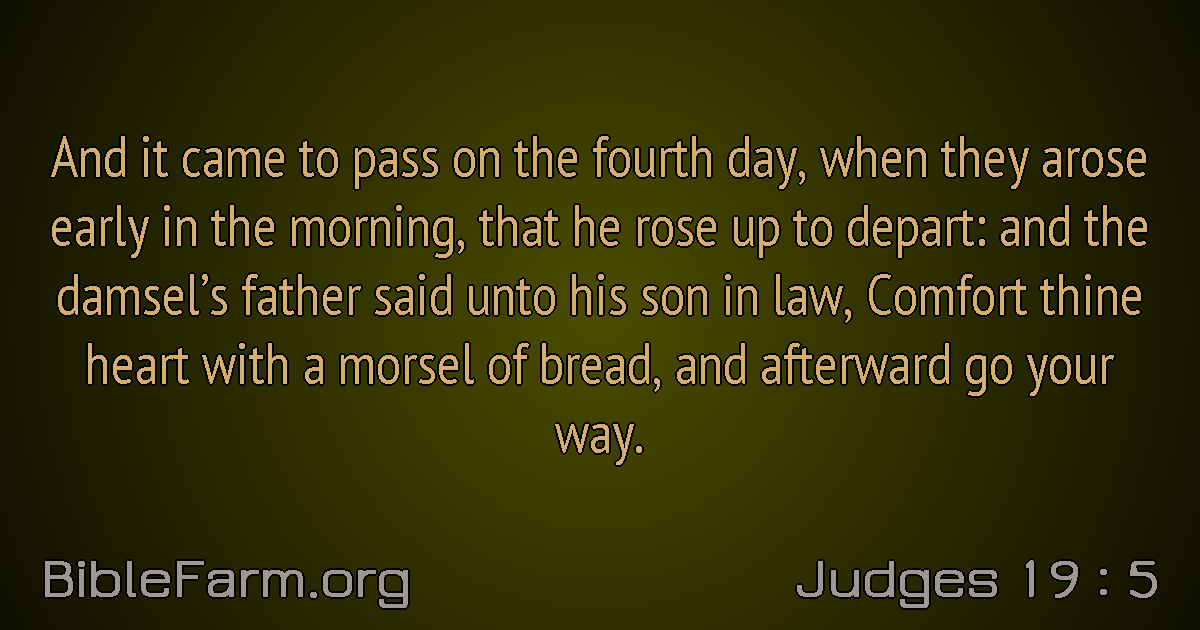 And it came to pass on the fourth day, when they arose
early in the morning, that he rose up to depart: and the
damsel’s father said unto his son in law, Comfort thine
heart with a morsel of bread, and afterward go your
way.
BibleFarm.org
Judges 19 : 5